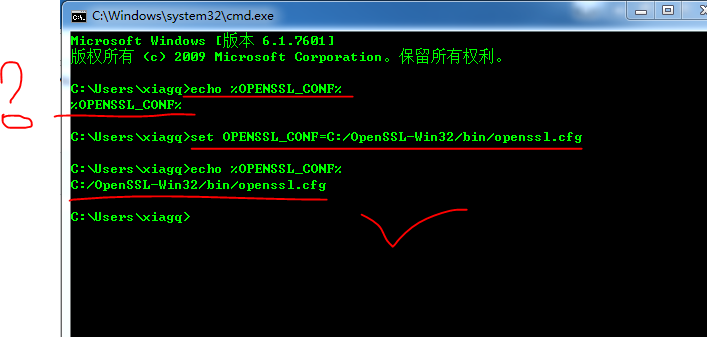 C:\Windows\system32\cmd.exe
Microsoft Windows [版本 6.1.7601]
版权所有 (c) 2009 Microsoft Corporation。保留所有权利。
C:\Users\xiagq>echo %OPENSSL_CONF%
%OPENSSL_CONF%
C:\Users\xiagq>set OPENSSL_CONF=C:/OpenSSL-Win32/bin/openssl.cfg
C:\Users\xiagq>echo %OPENSSL_CONF%
C:/OpenSSL-Win32/bin/openssl.cfg
C:\Users\xiagq>
?